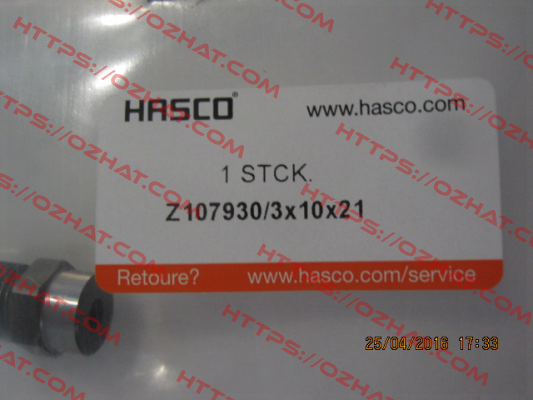 HASCO® www.hasco.com
1 STCK.
Z107930/3x10x21
Retoure? www.hasco.com/service
25/04/2016 17:33
HTTPS://OZHAT.COM